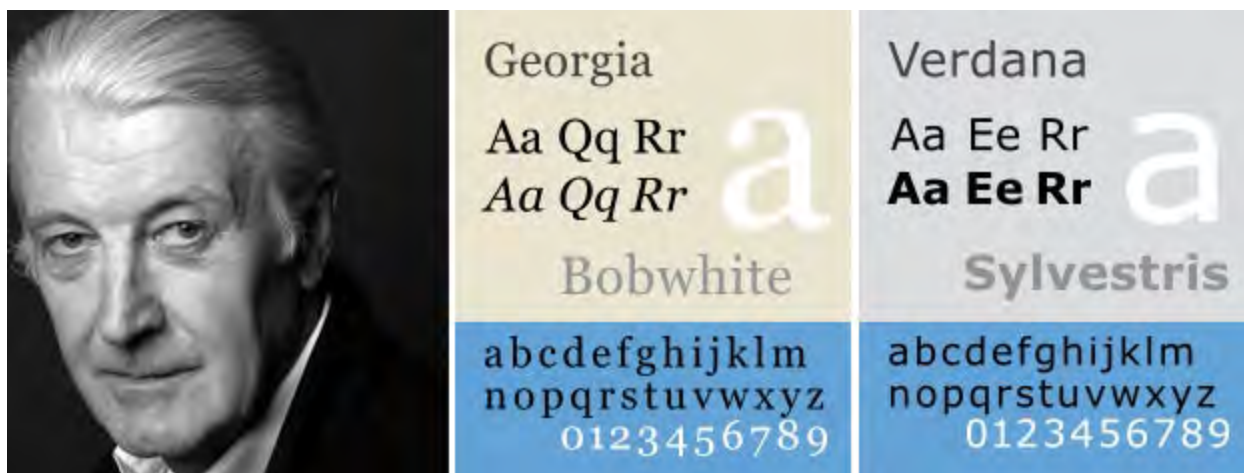 Georgia
Aa Qq Rr
Aa Qq Rr
a
Bobwhite
abcdefghijklm
nopqrstuvwxyz
0123456789
Verdana
Aa Ee Rr
Aa Ee Rr
a
Sylvestris
abcdefghijklm
nopqrstuvwxyz
0123456789